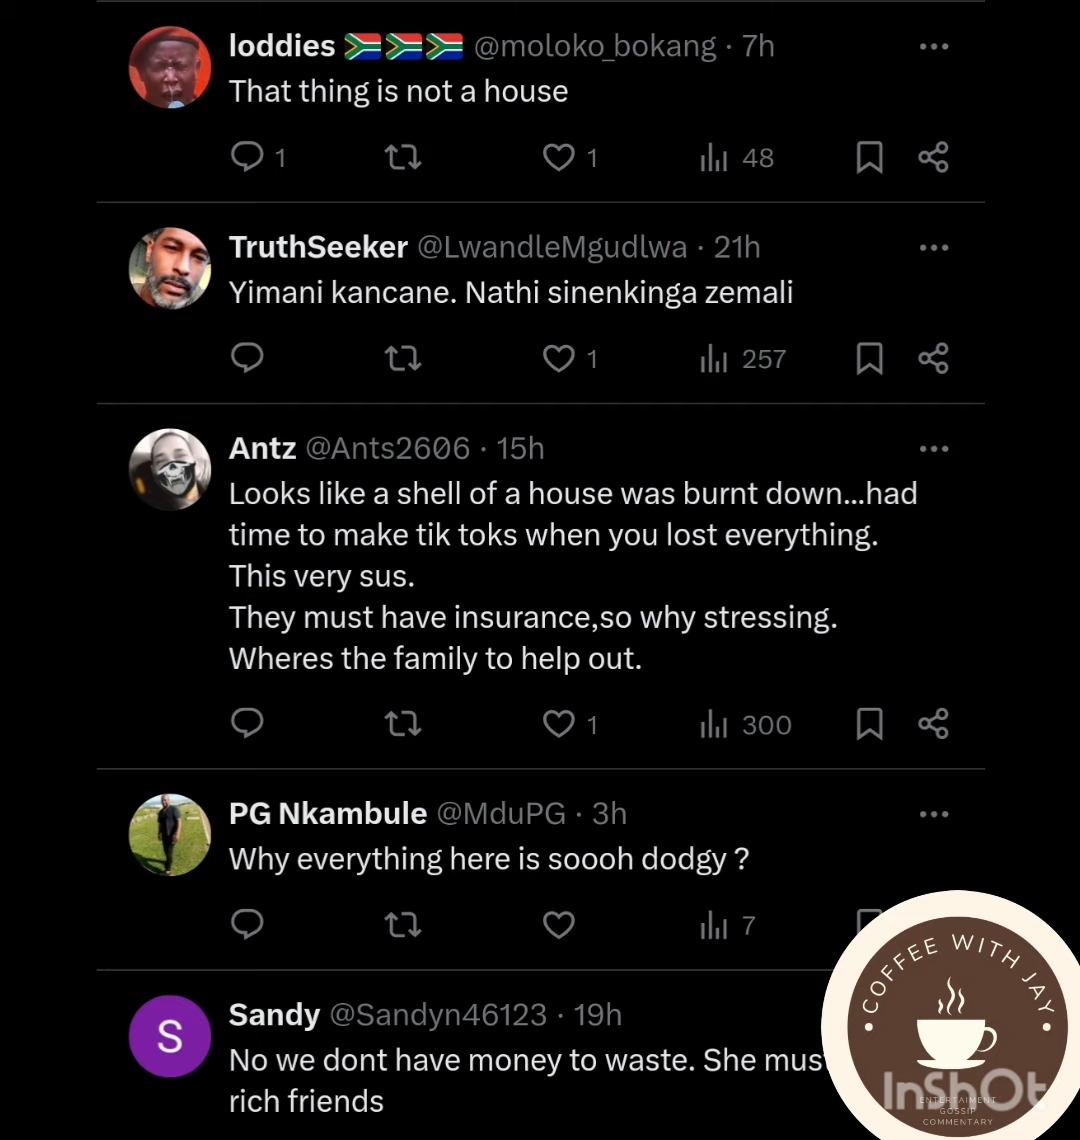 loddies 🇿🇦🇿🇦🇿🇦 @moloko_bokang · 7h
That thing is not a house
1 1 48
TruthSeeker @LwandleMgudlwa · 21h
Yimani kancane. Nathi sinenkinga zemali
1 257
Antz @Ants2606 · 15h
Looks like a shell of a house was burnt down...had
time to make tik toks when you lost everything.
This very sus.
They must have insurance,so why stressing.
Wheres the family to help out.
1 300
PG Nkambule @MduPG · 3h
Why everything here is soooh dodgy ?
7
S
Sandy @Sandyn46123 · 19h
No we dont have money to waste. She mus
rich friends
COFFEE WITH JAY
InShOt
ENTERTAIMENT
GOSSIP
COMMENTARY